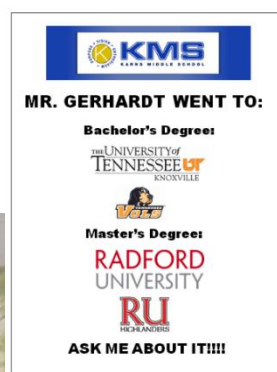 KMS
KARNS MIDDLE SCHOOL
MR. GERHARDT WENT TO:
Bachelor's Degree:
THE UNIVERSITY of
TENNESSEE UT
KNOXVILLE
VOLS
Master's Degree:
RADFORD
UNIVERSITY
RU
HIGHLANDERS
ASK ME ABOUT IT!!!!